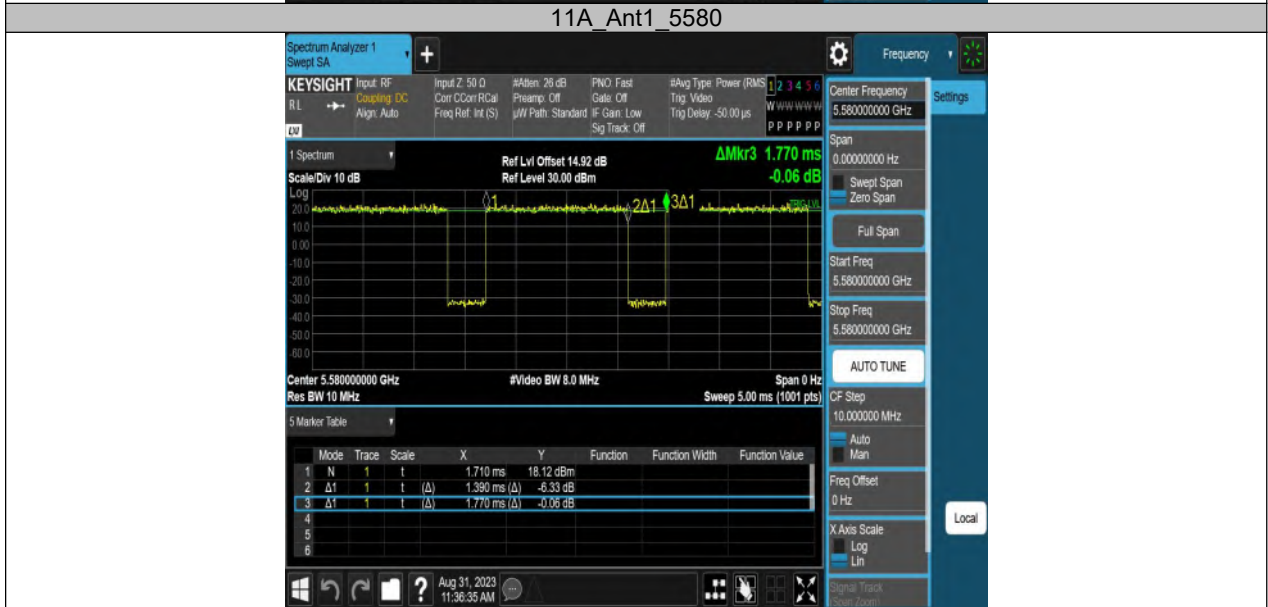 11A_Ant1_5580
Spectrum Analyzer 1
Swept SA
+
Frequency
KEYSIGHT
RL
LXI
Input: RF
Coupling: DC
Align: Auto
Input Z: 50 Ω
Corr CCorr RCal
Freq Ref: Int (S)
#Atten: 26 dB
Preamp: Off
µW Path: Standard
PNO: Fast
Gate: Off
IF Gain: Low
Sig Track: Off
#Avg Type: Power (RMS
Trig: Video
Trig Delay: -50.00 µs
1 2 3 4 5 6
W W W W W W
P P P P P P
Center Frequency
5.580000000 GHz
Settings
1 Spectrum
Scale/Div 10 dB
Ref Lvl Offset 14.92 dB
Ref Level 30.00 dBm
ΔMkr3 1.770 ms
-0.06 dB
Span
0.00000000 Hz
Swept Span
Zero Span
Full Span
Log
20.0
10.0
0.00
-10.0
-20.0
-30.0
-40.0
-50.0
-60.0
1
2Δ1
3Δ1
TRIG LVL
Start Freq
5.580000000 GHz
Stop Freq
5.580000000 GHz
AUTO TUNE
Center 5.580000000 GHz
#Video BW 8.0 MHz
Span 0 Hz
Res BW 10 MHz
Sweep 5.00 ms (1001 pts)
CF Step
10.000000 MHz
Auto
Man
5 Marker Table
Mode Trace Scale X Y Function Function Width Function Value
1 N 1 t 1.710 ms 18.12 dBm
2 Δ1 1 t (Δ) 1.390 ms (Δ) -6.33 dB
3 Δ1 1 t (Δ) 1.770 ms (Δ) -0.06 dB
4
5
6
Freq Offset
0 Hz
X Axis Scale
Log
Lin
Local
Signal Track
(Span Zoom)
?
Aug 31, 2023
11:36:35 AM